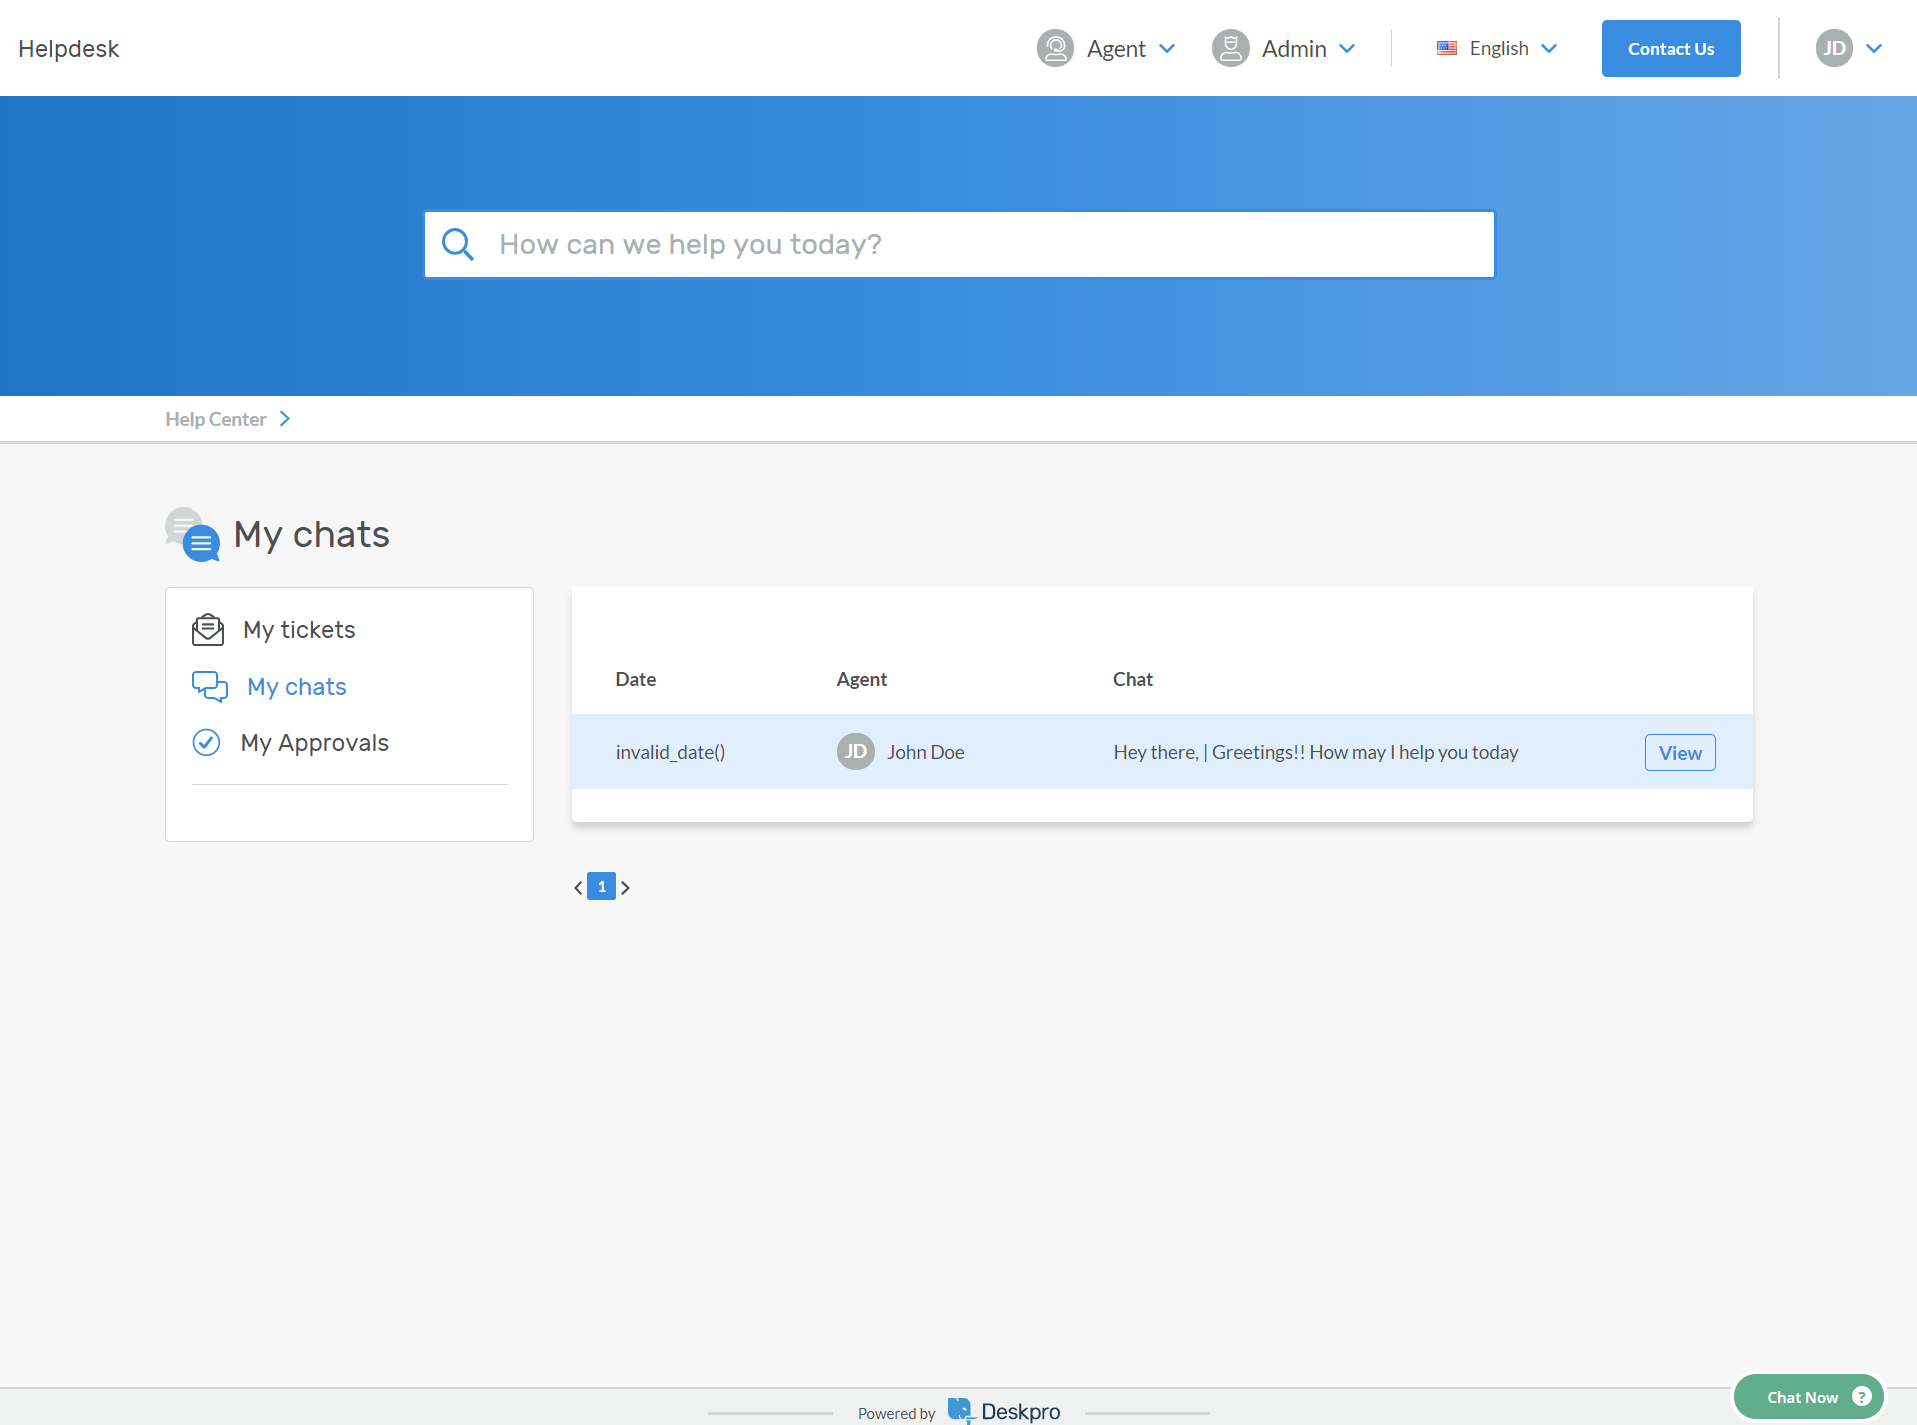 Helpdesk
Agent
Admin
English
Contact Us
JD
How can we help you today?
Help Center
My chats
My tickets
My chats
My Approvals
Date Agent Chat
invalid_date() JD John Doe Hey there, | Greetings!! How may I help you today View
1
Powered by Deskpro
Chat Now ?